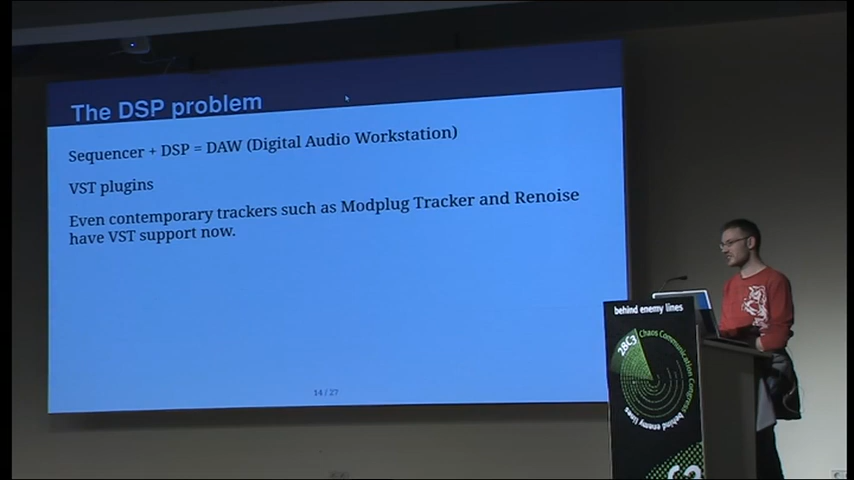 The DSP problem
Sequencer + DSP = DAW (Digital Audio Workstation)
VST plugins
Even contemporary trackers such as Modplug Tracker and Renoise
have VST support now.
14 / 27
behind enemy lines
28C3
Chaos Communication Congress
behind enemy lines